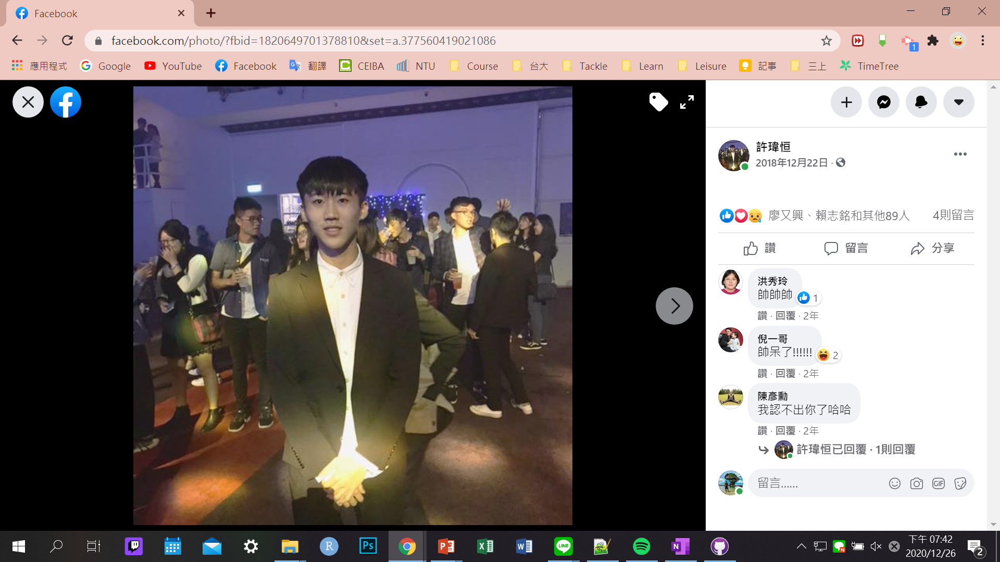 Facebook
facebook.com/photo/?fbid=1820649701378810&set=a.377560419021086
1
應用程式 Google YouTube Facebook 翻譯 CEIBA NTU Course 台大 Tackle Learn Leisure 記事 三上 TimeTree
許瑋恒
2018年12月22日 ·
廖又興、賴志銘和其他89人 4則留言
讚 留言 分享
洪秀玲
帥帥帥
1
讚 · 回覆 · 2年
倪一哥
帥呆了!!!!!!
2
讚 · 回覆 · 2年
陳彥勳
我認不出你了哈哈
讚 · 回覆 · 2年
許瑋恒已回覆 · 1則回覆
留言......
GIF
R Ps P X W LINE N
下午 07:42
2020/12/26
2